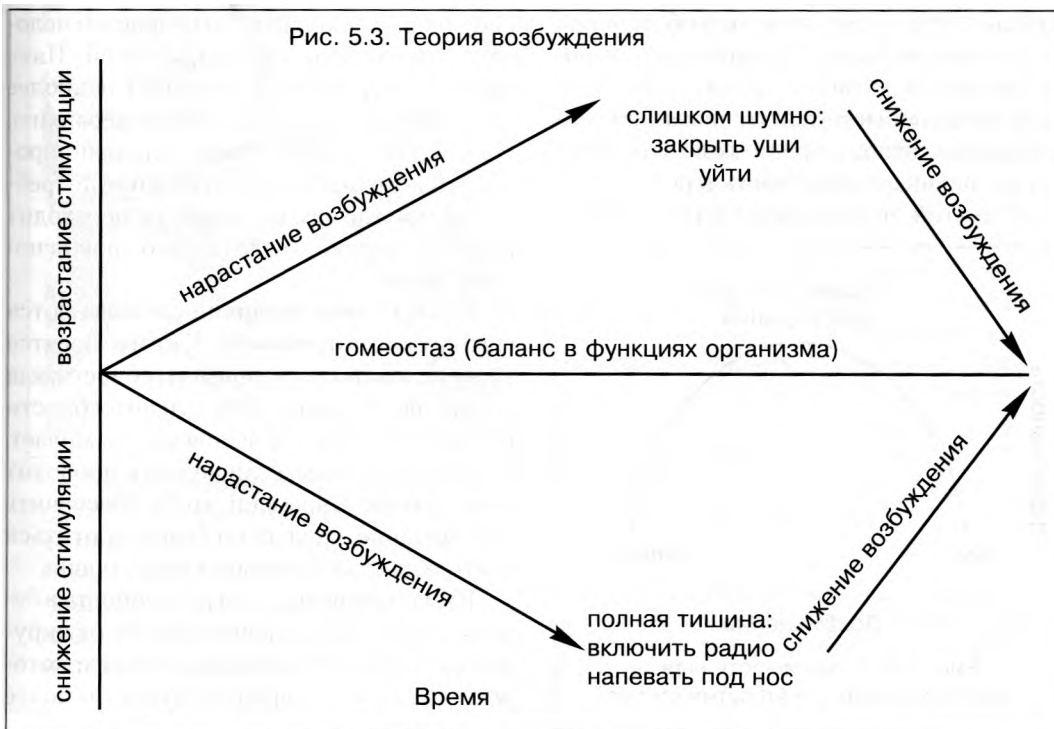 Рис. 5.3. Теория возбуждения
возрастание стимуляции
нарастание возбуждения
слишком шумно:
закрыть уши
уйти
снижение возбуждения
гомеостаз (баланс в функциях организма)
снижение стимуляции
нарастание возбуждения
полная тишина:
включить радио
напевать под нос
снижение возбуждения
Время